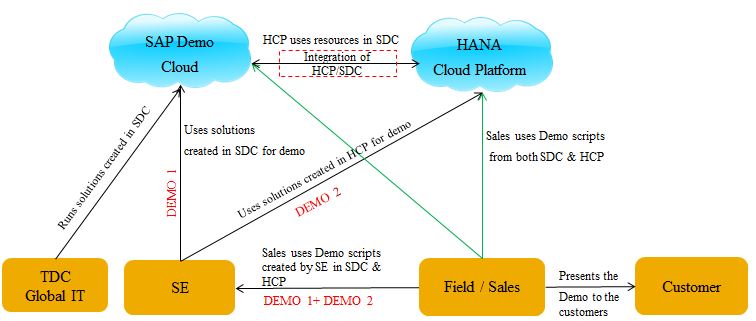 SAP Demo
Cloud
HCP uses resources in SDC
Integration of
HCP/SDC
HANA
Cloud Platform
Runs solutions created in SDC
Uses solutions
created in SDC for demo
DEMO 1
Uses solutions created in HCP for demo
DEMO 2
Sales uses Demo scripts
from both SDC & HCP
TDC
Global IT
SE
Sales uses Demo scripts
created by SE in SDC &
HCP
DEMO 1+ DEMO 2
Field / Sales
Presents the
Demo to the
customers
Customer